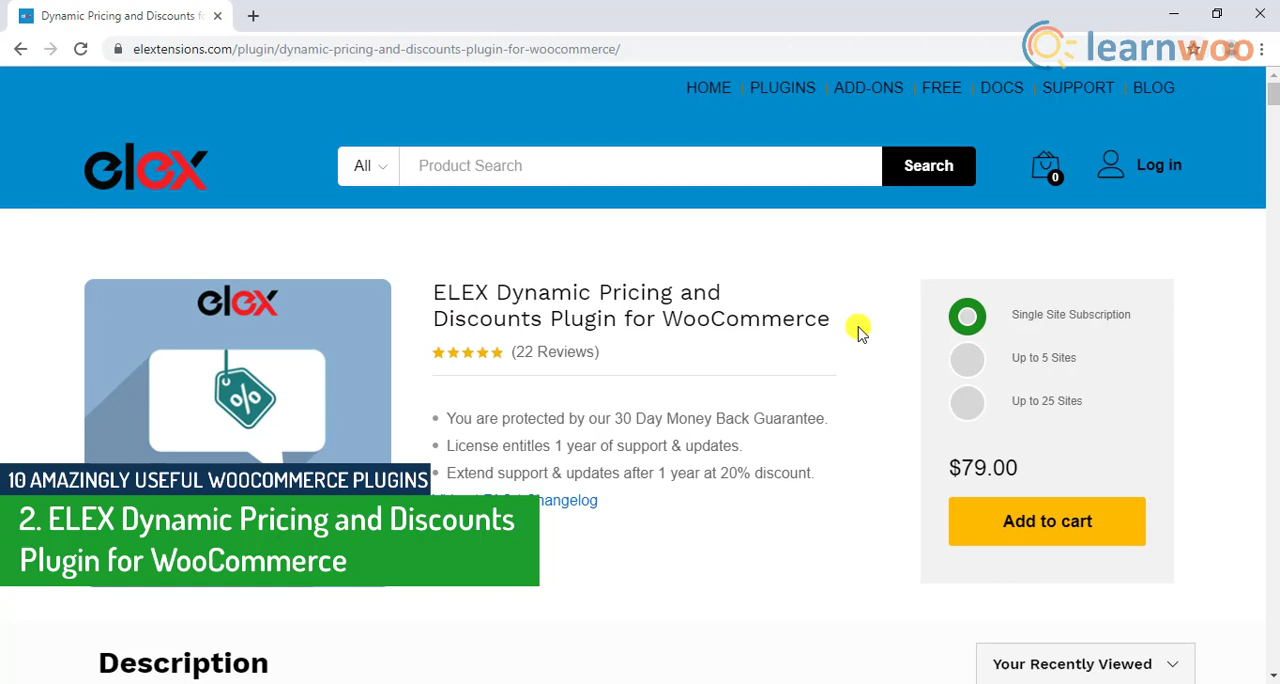 Dynamic Pricing and Discounts f
elextensions.com/plugin/dynamic-pricing-and-discounts-plugin-for-woocommerce/
learnwoo
HOME PLUGINS ADD-ONS FREE DOCS SUPPORT BLOG
elex
All Product Search Search
0
Log in
elex
%
ELEX Dynamic Pricing and
Discounts Plugin for WooCommerce
(22 Reviews)
You are protected by our 30 Day Money Back Guarantee.
License entitles 1 year of support & updates.
Extend support & updates after 1 year at 20% discount.
Changelog
Single Site Subscription
Up to 5 Sites
Up to 25 Sites
$79.00
Add to cart
10 AMAZINGLY USEFUL WOOCOMMERCE PLUGINS
2. ELEX Dynamic Pricing and Discounts
Plugin for WooCommerce
Description
Your Recently Viewed